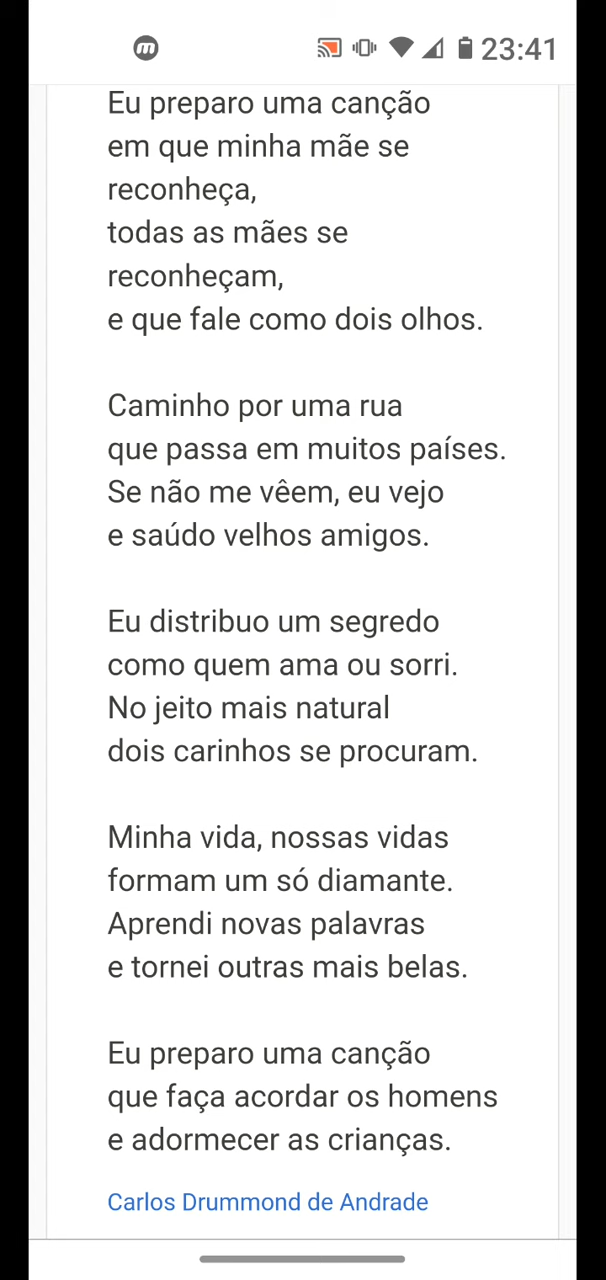 23:41
Eu preparo uma canção
em que minha mãe se
reconheça,
todas as mães se
reconheçam,
e que fale como dois olhos.
Caminho por uma rua
que passa em muitos países.
Se não me vêem, eu vejo
e saúdo velhos amigos.
Eu distribuo um segredo
como quem ama ou sorri.
No jeito mais natural
dois carinhos se procuram.
Minha vida, nossas vidas
formam um só diamante.
Aprendi novas palavras
e tornei outras mais belas.
Eu preparo uma canção
que faça acordar os homens
e adormecer as crianças.
Carlos Drummond de Andrade